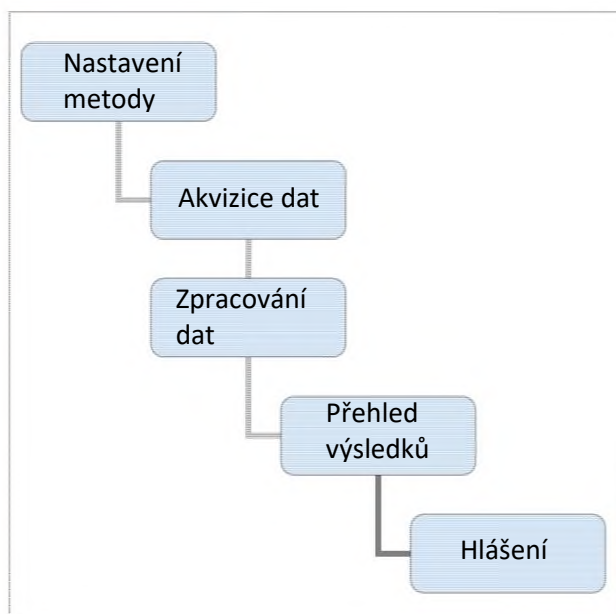 Nastavení
metody
Akvizice dat
Zpracování
dat
Přehled
výsledků
Hlášení